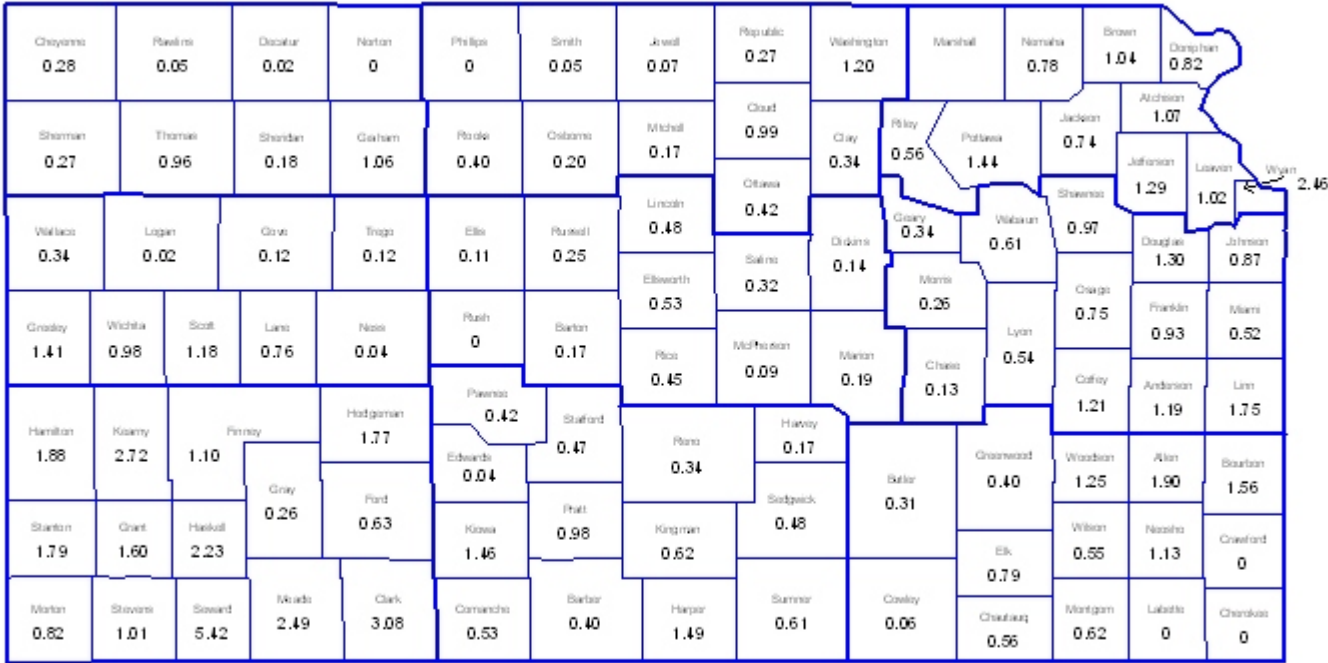 Cheyenne
0.28
Rawlins
0.05
Decatur
0.02
Norton
0
Phillips
0
Smith
0.05
Jewell
0.07
Republic
0.27
Washington
1.20
Marshall
Nemaha
0.78
Brown
1.04
Doniphan
0.82
Sherman
0.27
Thomas
0.96
Sheridan
0.18
Graham
1.06
Rooks
0.40
Osborne
0.20
Mitchell
0.17
Cloud
0.99
Clay
0.34
Riley
0.56
Pottawa
1.44
Jackson
0.74
Atchison
1.07
Jefferson
1.29
Leaven
1.02
Wyan
2.46
Wallace
0.34
Logan
0.02
Gove
0.12
Trego
0.12
Ellis
0.11
Russell
0.25
Lincoln
0.48
Ottawa
0.42
Dickins
0.14
Geary
0.34
Wabaun
0.61
Shawnee
0.97
Douglas
1.30
Johnson
0.87
Ellsworth
0.53
Saline
0.32
Morris
0.26
Osage
0.75
Franklin
0.93
Miami
0.52
Greeley
1.41
Wichita
0.98
Scott
1.18
Lane
0.76
Ness
0.04
Rush
0
Barton
0.17
Rice
0.45
McPherson
0.09
Marion
0.19
Chase
0.13
Lyon
0.54
Coffey
1.21
Anderson
1.19
Linn
1.75
Hamilton
1.88
Kearny
2.72
Finney
1.10
Hodgeman
1.77
Pawnee
0.42
Stafford
0.47
Reno
0.34
Harvey
0.17
Butler
0.31
Greenwood
0.40
Woodson
1.25
Allen
1.90
Bourbon
1.56
Gray
0.26
Ford
0.63
Edwards
0.04
Pratt
0.98
Kingman
0.62
Sedgwick
0.48
Stanton
1.79
Grant
1.60
Haskell
2.23
Kiowa
1.46
Elk
0.79
Wilson
0.55
Neosho
1.13
Crawford
0
Morton
0.82
Stevens
1.01
Seward
5.42
Meade
2.49
Clark
3.08
Comanche
0.53
Barber
0.40
Harper
1.49
Sumner
0.61
Cowley
0.06
Chautauq
0.56
Montgom
0.62
Labette
0
Cherokee
0